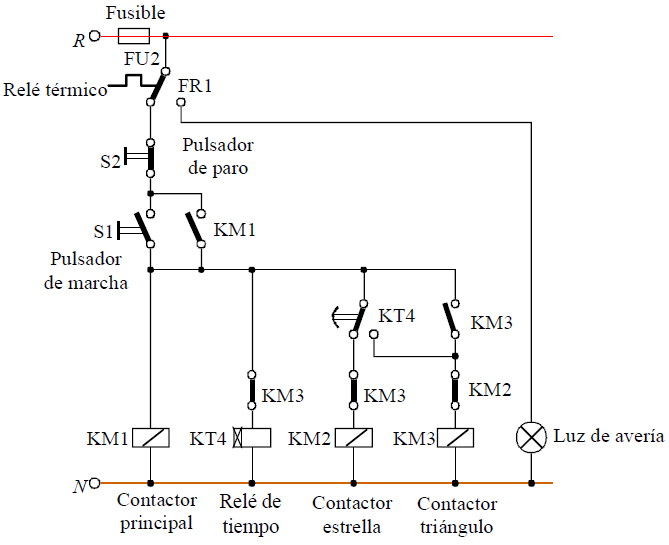 Fusible
R
FU2
Relé térmico
FR1
Pulsador
de paro
S2
S1
KM1
Pulsador
de marcha
KT4
KM3
KM3
KM3
KM2
KM1
KT4
KM2
KM3
Luz de avería
N
Contactor
principal
Relé de
tiempo
Contactor
estrella
Contactor
triángulo